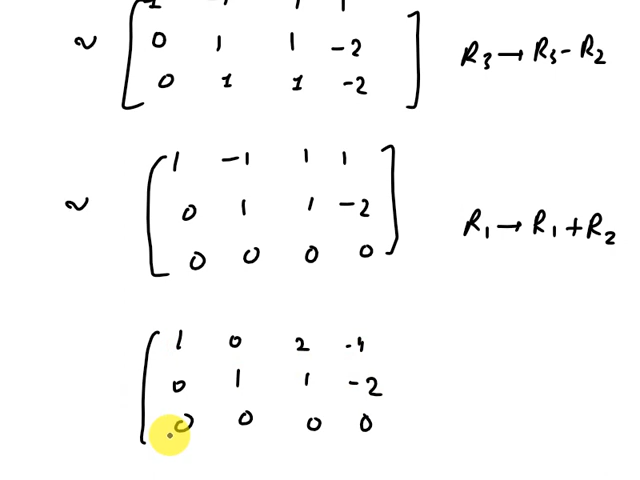 0 1 1 -2 R3 → R3 - R2
~
0 1 1 -2
1 -1 1 1
~
0 1 1 -2 R1 → R1 + R2
0 0 0 0
1 0 2 -1
0 1 1 -2
0 0 0 0